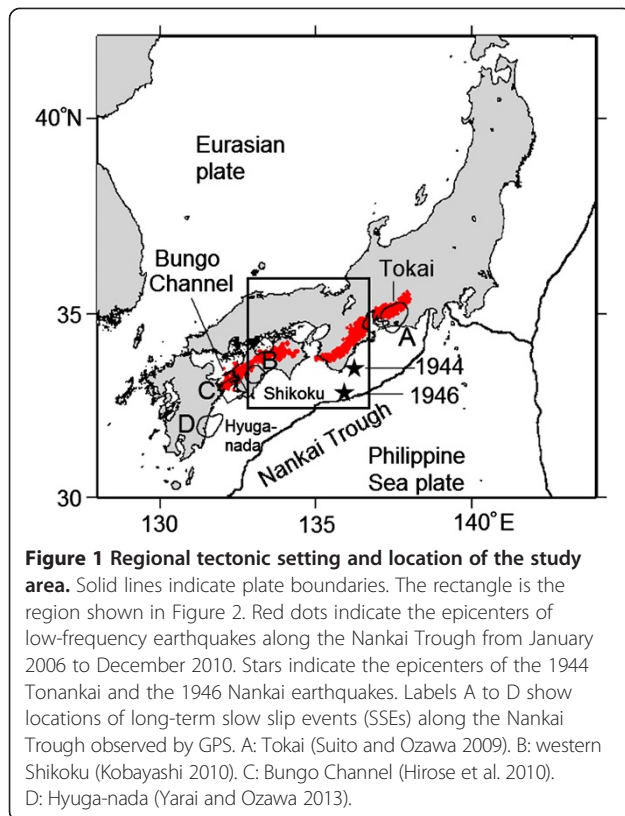 40°N
Eurasian
plate
Bungo
Channel
Tokai
35
A
B
1944
C
Shikoku
1946
D
Hyuga-
nada
Nankai Trough
Philippine
Sea plate
30
130
135
140°E
Figure 1 Regional tectonic setting and location of the study
area. Solid lines indicate plate boundaries. The rectangle is the
region shown in Figure 2. Red dots indicate the epicenters of
low-frequency earthquakes along the Nankai Trough from January
2006 to December 2010. Stars indicate the epicenters of the 1944
Tonankai and the 1946 Nankai earthquakes. Labels A to D show
locations of long-term slow slip events (SSEs) along the Nankai
Trough observed by GPS. A: Tokai (Suito and Ozawa 2009). B: western
Shikoku (Kobayashi 2010). C: Bungo Channel (Hirose et al. 2010).
D: Hyuga-nada (Yarai and Ozawa 2013).